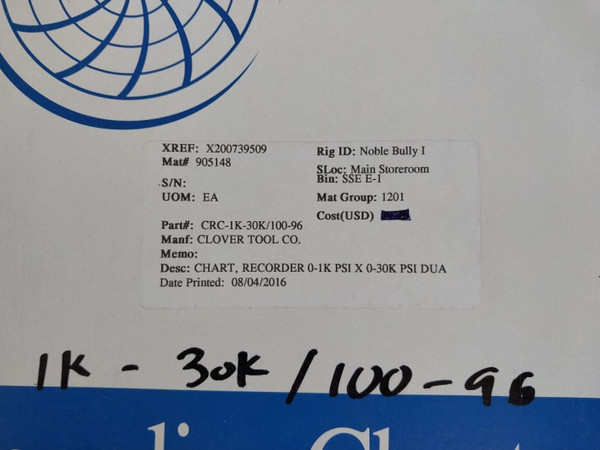 XREF: X200739509
Mat# 905148
S/N:
UOM: EA
Rig ID: Noble Bully I
SLoc: Main Storeroom
Bin: SSE E-1
Mat Group: 1201
Cost(USD)
Part#: CRC-1K-30K/100-96
Manf: CLOVER TOOL CO.
Memo:
Desc: CHART, RECORDER 0-1K PSI X 0-30K PSI DUA
Date Printed: 08/04/2016
1K - 30K / 100-96